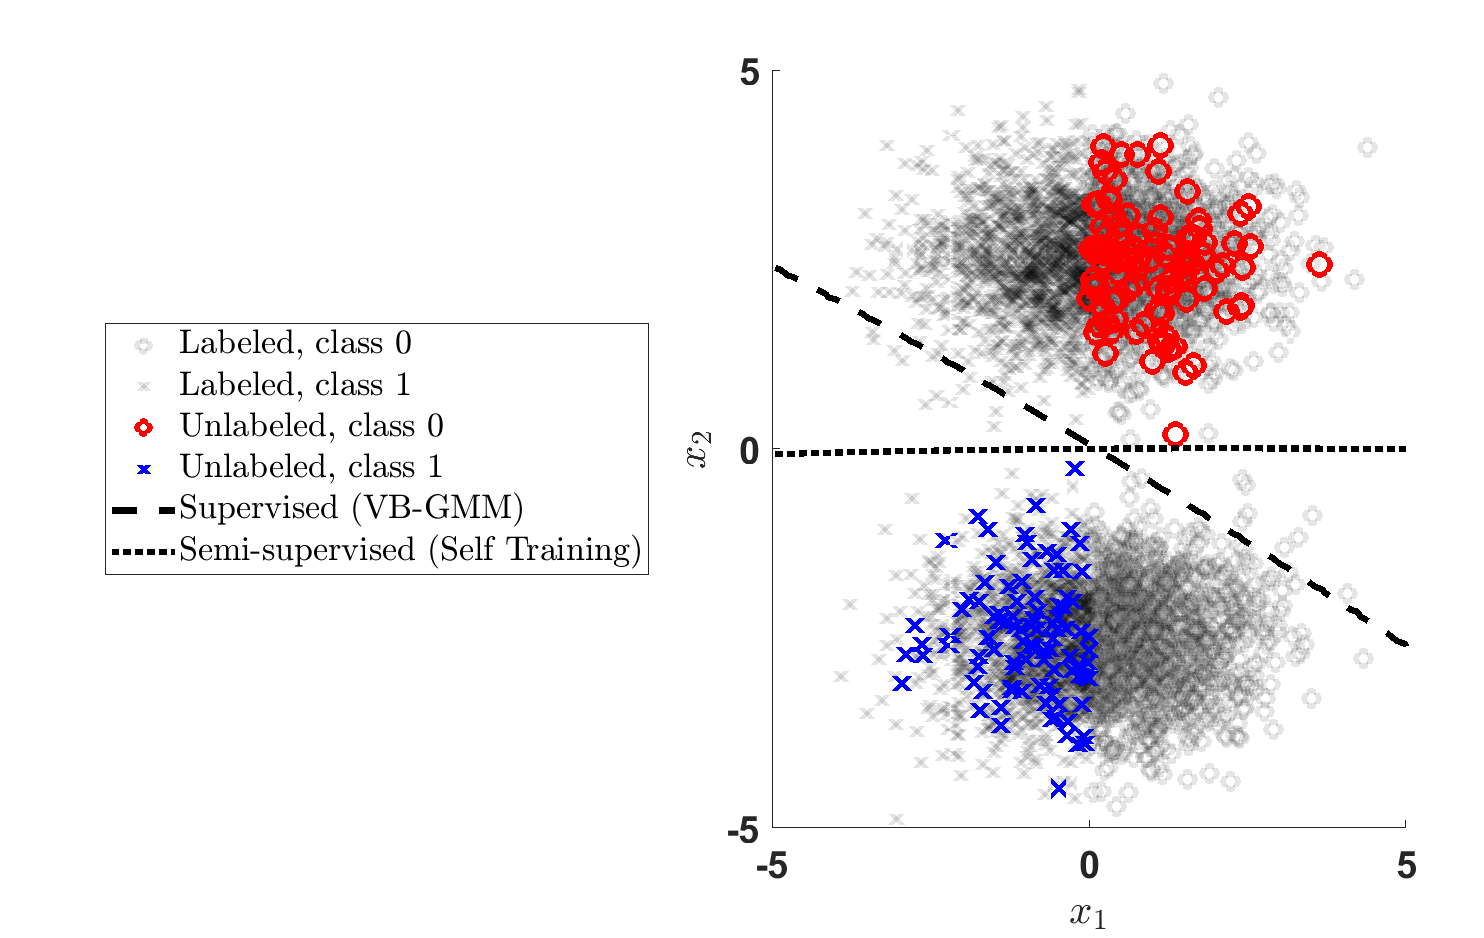 Labeled, class 0
Labeled, class 1
Unlabeled, class 0
Unlabeled, class 1
Supervised (VB-GMM)
Semi-supervised (Self Training)
5
0
-5
x2
-5
0
5
x1